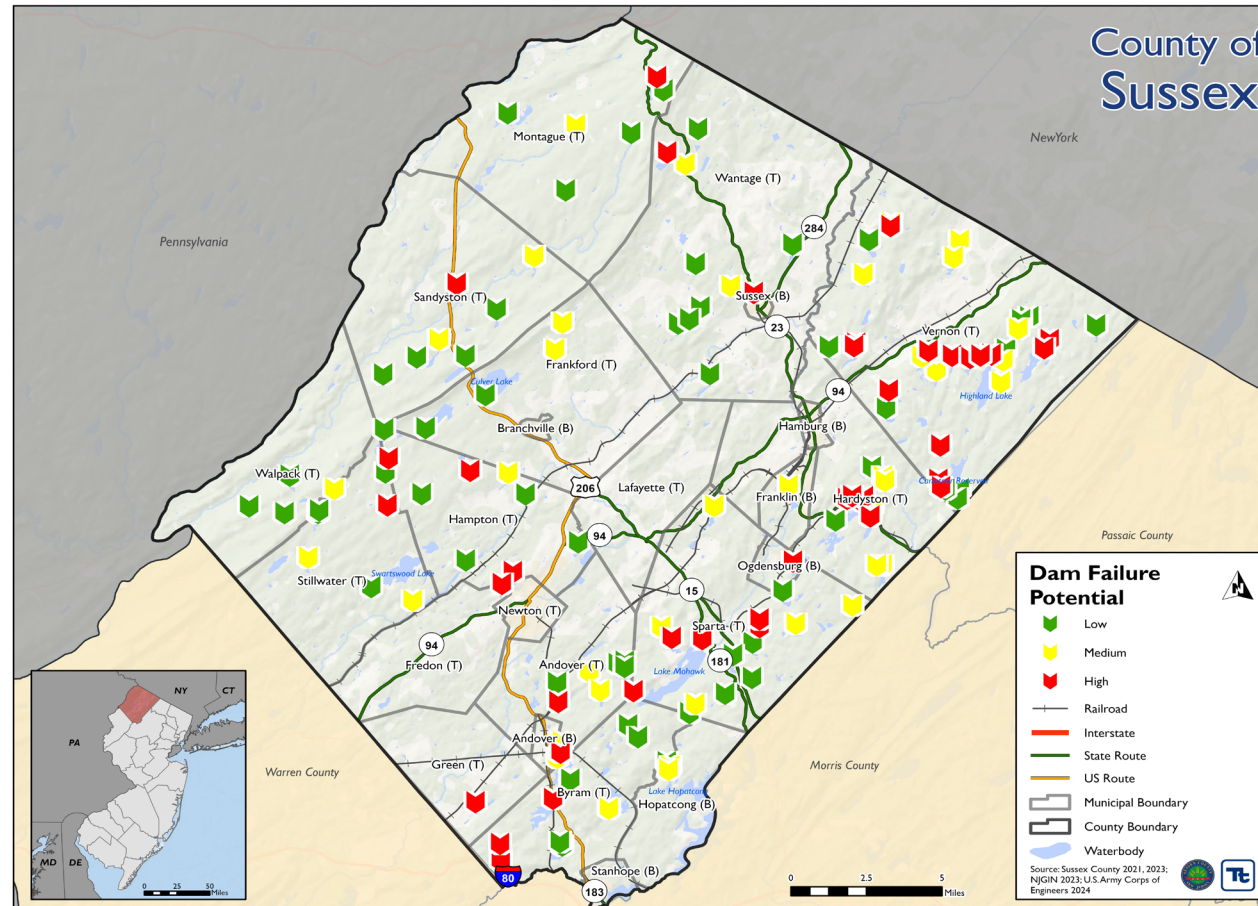 County of
Sussex
New York
Pennsylvania
Montague (T)
Wantage (T)
284
Sandyston (T)
Sussex (B)
23
Vernon (T)
Frankford (T)
Culver Lake
94
Highland Lake
Branchville (B)
Hamburg (B)
Walpack (T)
206
Lafayette (T)
Franklin (B)
Hardyston (T)
Hampton (T)
94
Passaic County
Stillwater (T)
Swartswood Lake
Ogdensburg (B)
15
Newton (T)
Sparta (T)
94
Fredon (T)
Andover (T)
Lake Mohawk
181
Andover (B)
Green (T)
Warren County
Morris County
Byram (T)
Lake Hopatcong
Hopatcong (B)
Stanhope (B)
80
183
0
5
Miles
NY
CT
PA
MD
DE
0
50
Miles
Dam Failure
Potential
N
Low
Medium
High
Railroad
Interstate
State Route
US Route
Municipal Boundary
County Boundary
Waterbody
Source: Sussex County 2021, 2023;
NJGIN 2023; U.S. Army Corps of
Engineers 2024
Tt